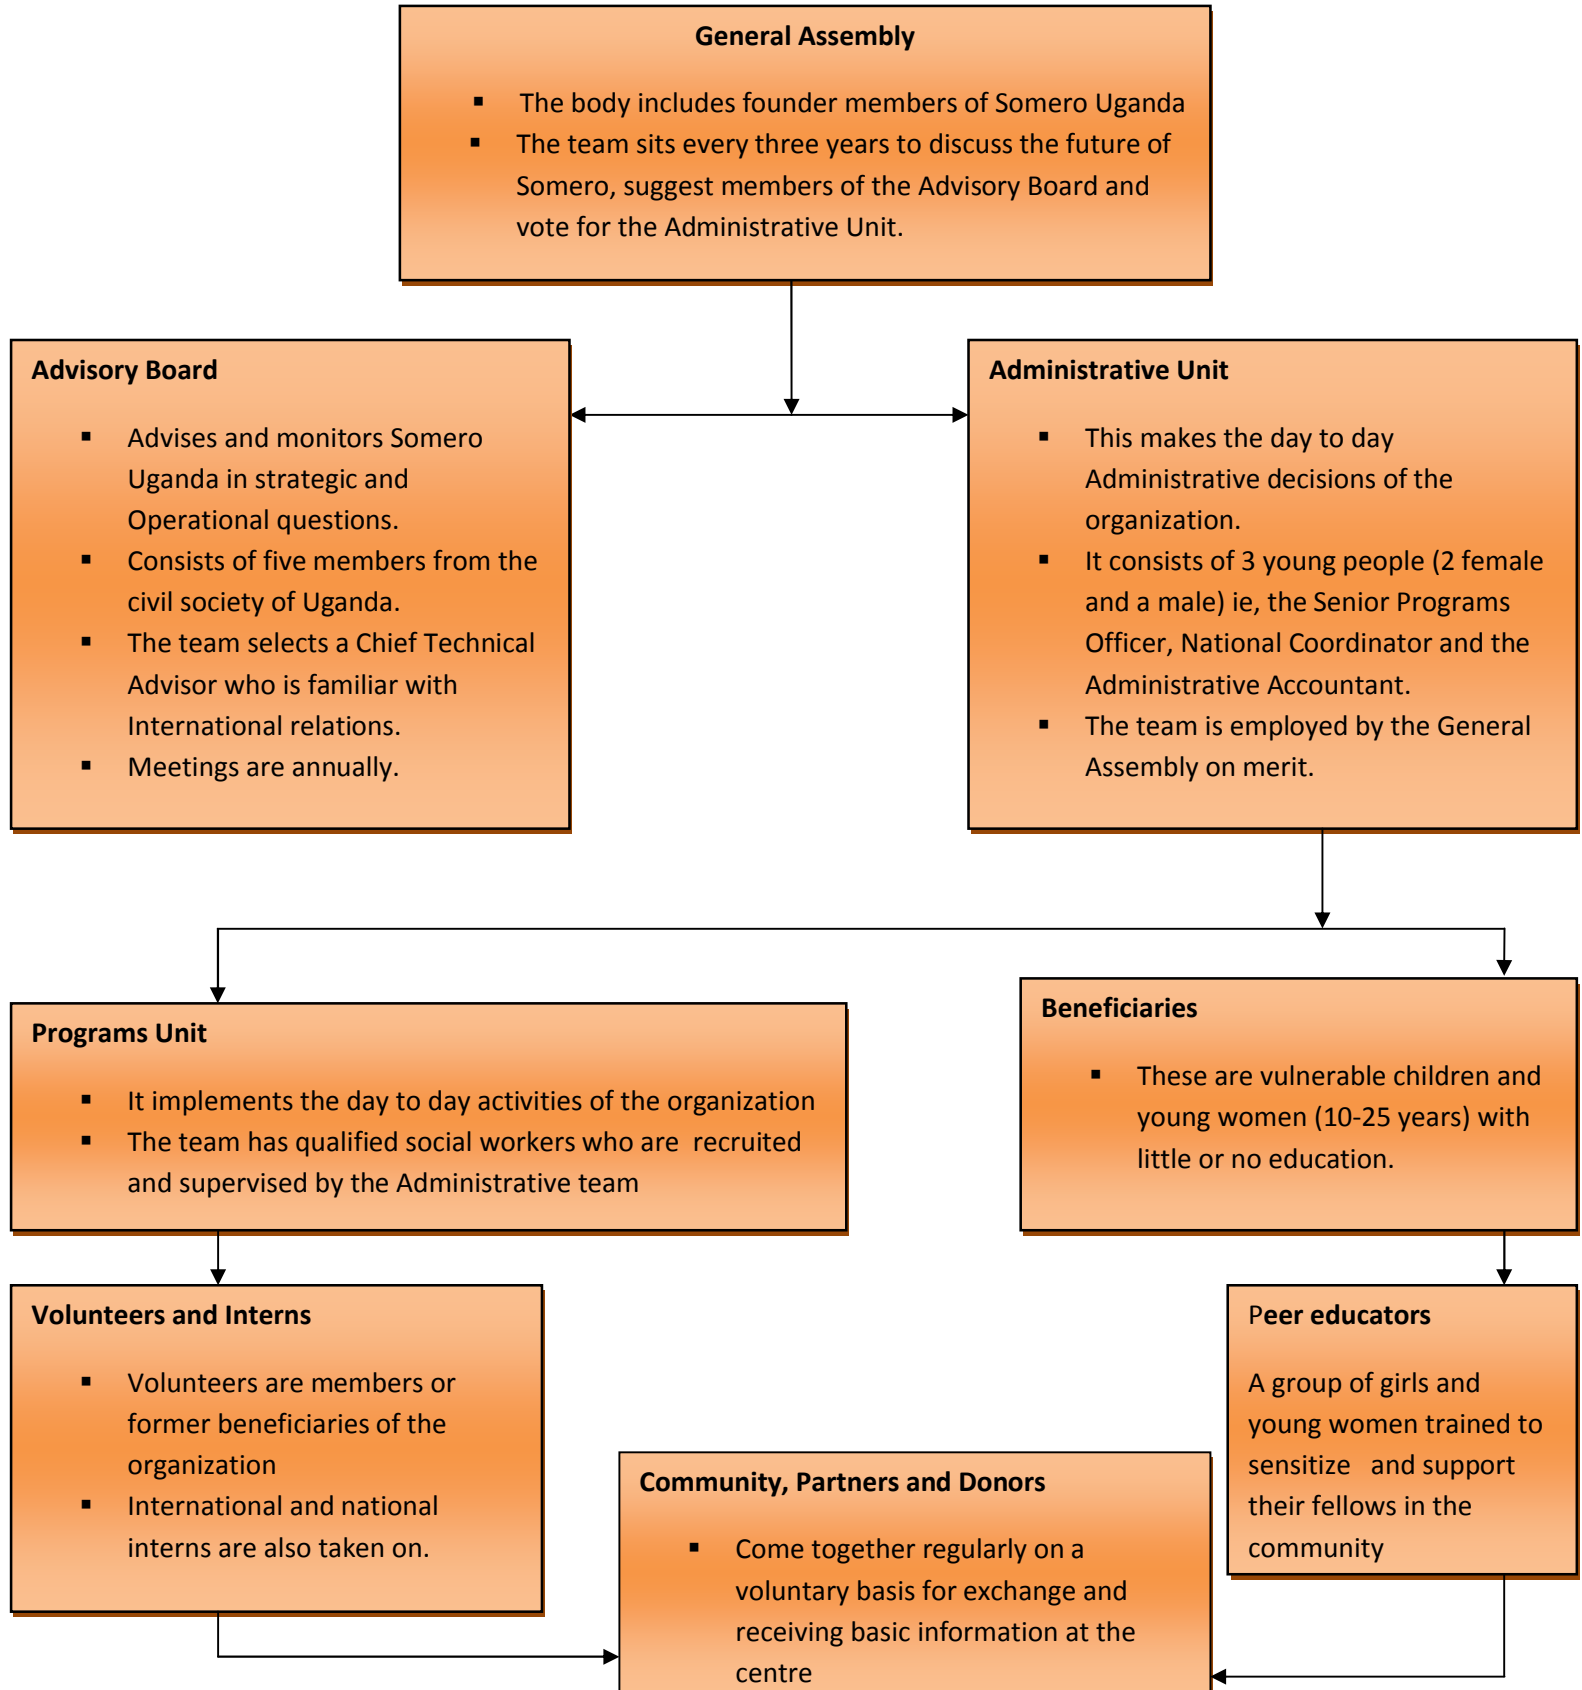 General Assembly
▪ The body includes founder members of Somero Uganda
▪ The team sits every three years to discuss the future of
Somero, suggest members of the Advisory Board and
vote for the Administrative Unit.
Advisory Board
▪ Advises and monitors Somero
Uganda in strategic and
Operational questions.
▪ Consists of five members from the
civil society of Uganda.
▪ The team selects a Chief Technical
Advisor who is familiar with
International relations.
▪ Meetings are annually.
Administrative Unit
▪ This makes the day to day
Administrative decisions of the
organization.
▪ It consists of 3 young people (2 female
and a male) ie, the Senior Programs
Officer, National Coordinator and the
Administrative Accountant.
▪ The team is employed by the General
Assembly on merit.
Programs Unit
▪ It implements the day to day activities of the organization
▪ The team has qualified social workers who are recruited
and supervised by the Administrative team
Beneficiaries
▪ These are vulnerable children and
young women (10-25 years) with
little or no education.
Volunteers and Interns
▪ Volunteers are members or
former beneficiaries of the
organization
▪ International and national
interns are also taken on.
Peer educators
A group of girls and
young women trained to
sensitize and support
their fellows in the
community
Community, Partners and Donors
▪ Come together regularly on a
voluntary basis for exchange and
receiving basic information at the
centre